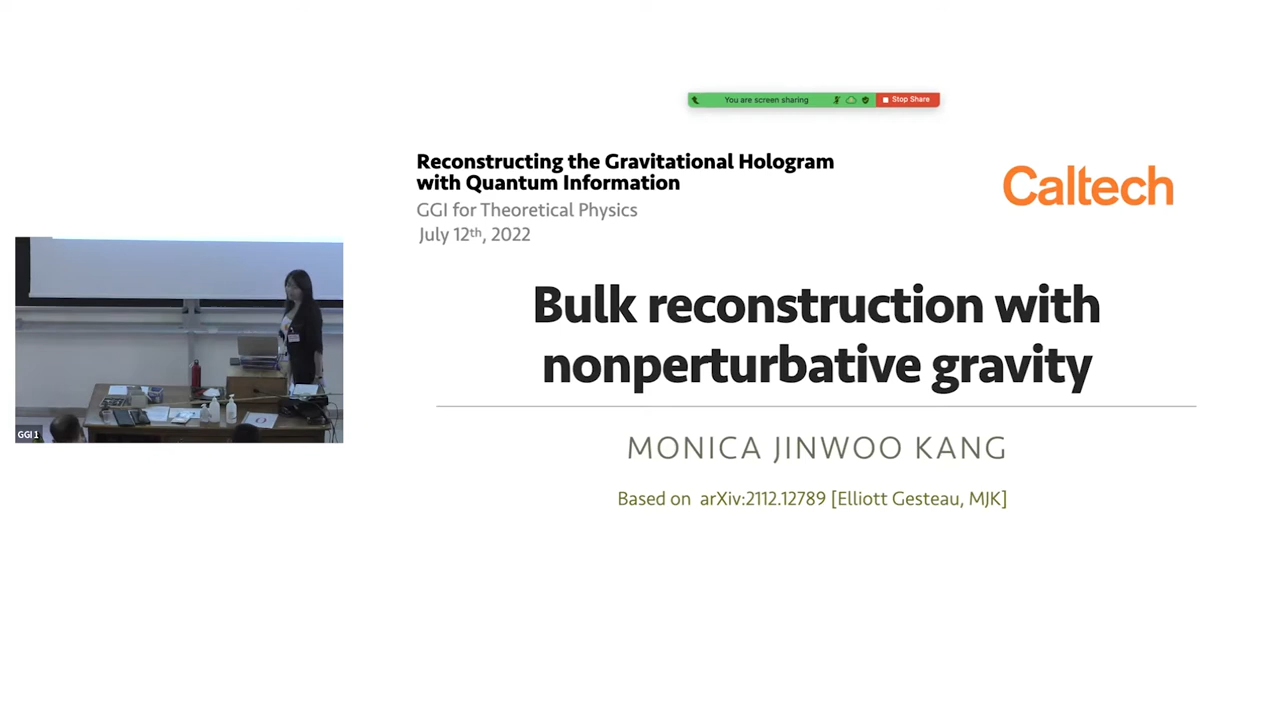 You are screen sharing
Stop Share
Reconstructing the Gravitational Hologram
with Quantum Information
GGI for Theoretical Physics
July 12th, 2022
Caltech
Bulk reconstruction with
nonperturbative gravity
MONICA JINWOO KANG
Based on arXiv:2112.12789 [Elliott Gesteau, MJK]
GGI 1